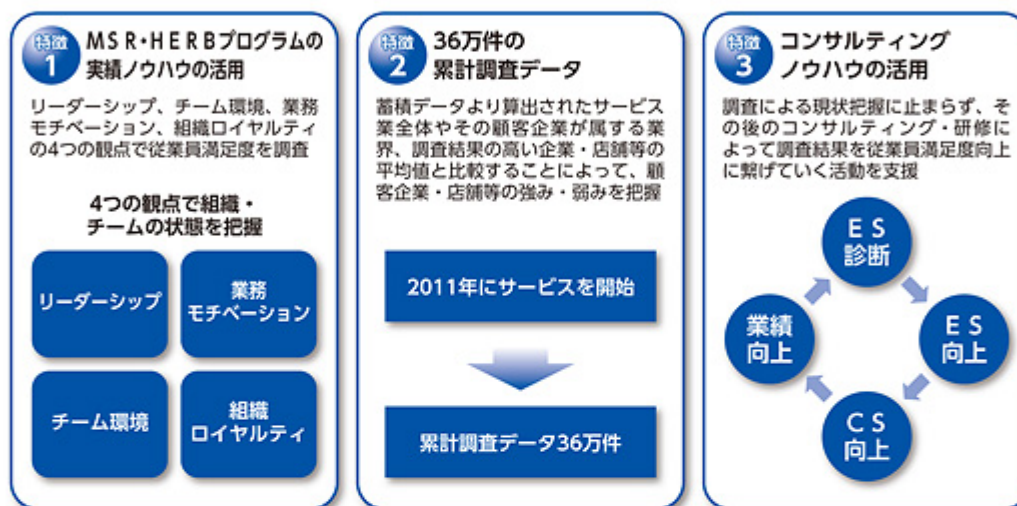 特徴
1
MSR・HERBプログラムの
実績ノウハウの活用
リーダーシップ、チーム環境、業務
モチベーション、組織ロイヤルティ
の4つの観点で従業員満足度を調査
4つの観点で組織・
チームの状態を把握
リーダーシップ
業務
モチベーション
チーム環境
組織
ロイヤルティ
特徴
2
36万件の
累計調査データ
蓄積データより算出されたサービス
業全体やその顧客企業が属する業
界、調査結果の高い企業・店舗等の
平均値と比較することによって、顧
客企業・店舗等の強み・弱みを把握
2011年にサービスを開始
累計調査データ36万件
特徴
3
コンサルティング
ノウハウの活用
調査による現状把握に止まらず、そ
の後のコンサルティング・研修に
よって調査結果を従業員満足度向上
に繋げていく活動を支援
ES
診断
ES
向上
CS
向上
業績
向上